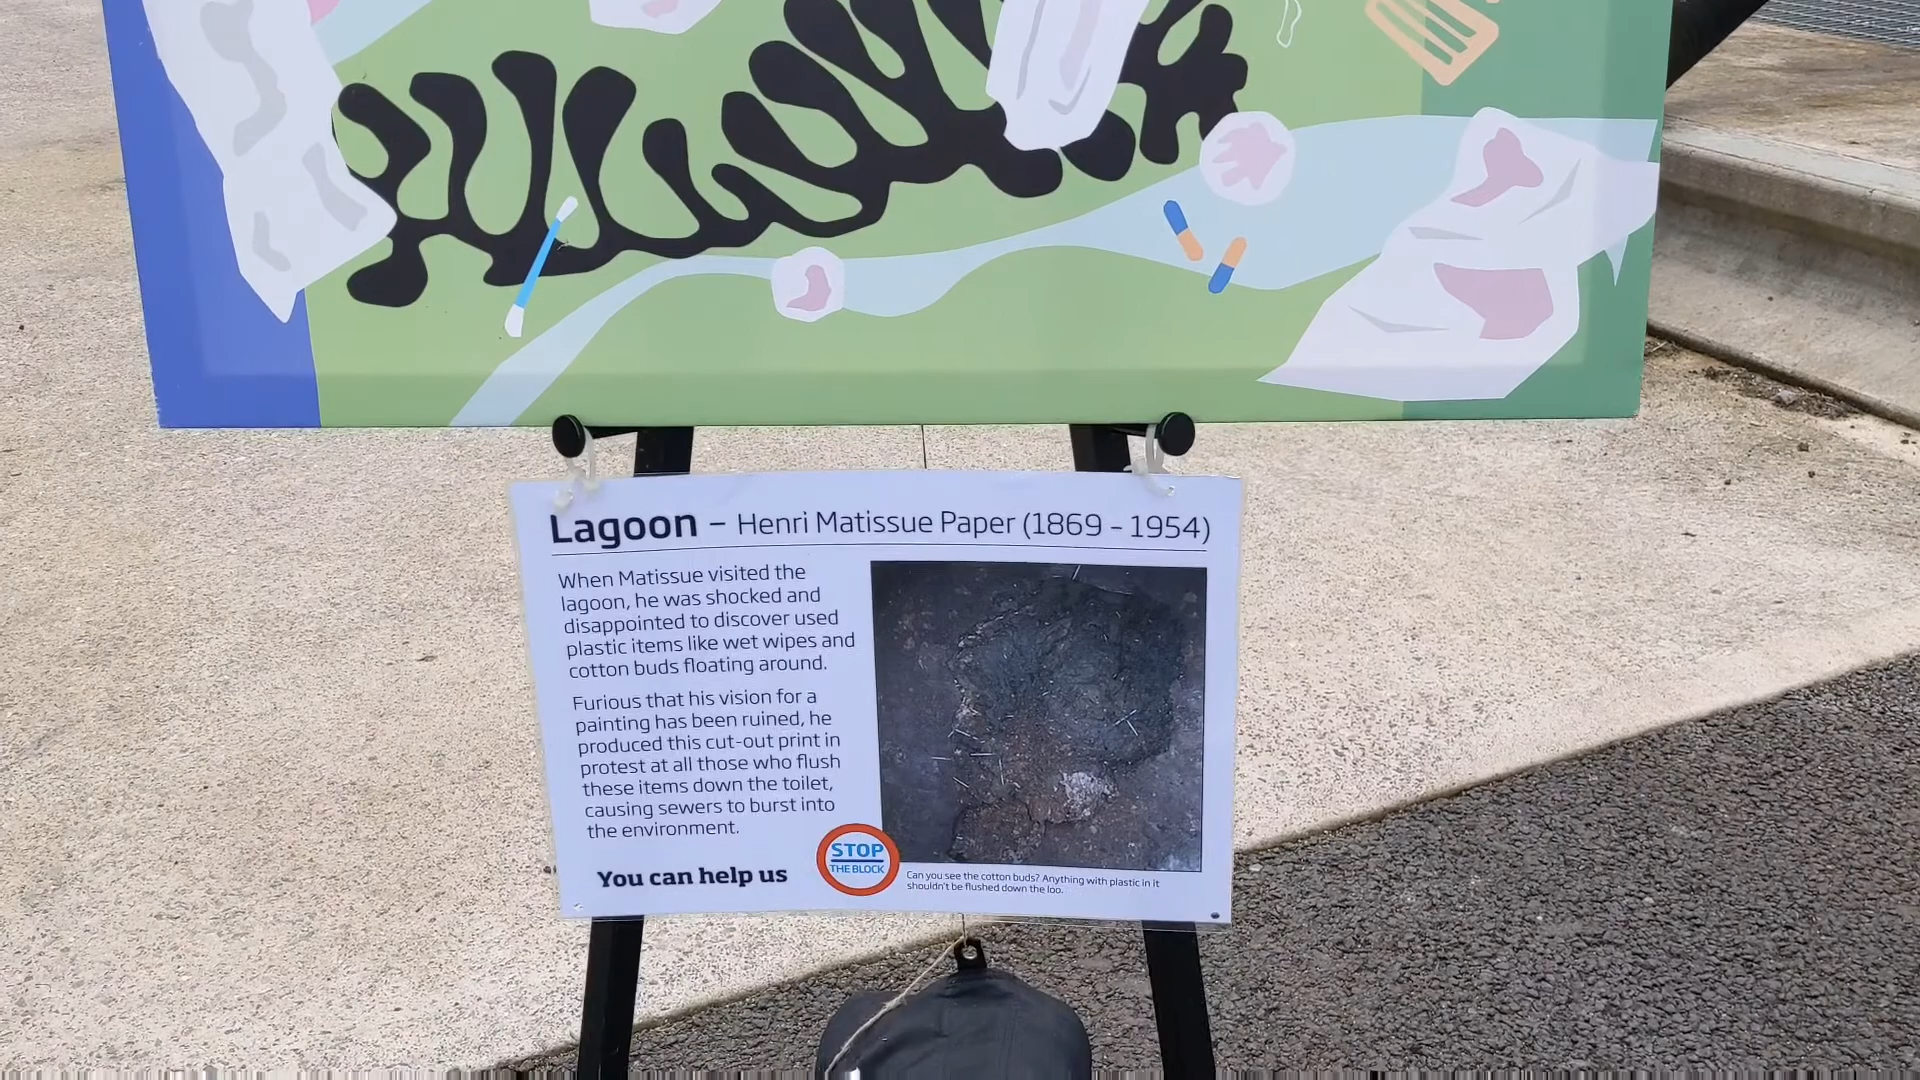 Lagoon – Henri Matissue Paper (1869 – 1954)
When Matissue visited the
lagoon, he was shocked and
disappointed to discover used
plastic items like wet wipes and
cotton buds floating around.
Furious that his vision for a
painting has been ruined, he
produced this cut-out print in
protest at all those who flush
these items down the toilet,
causing sewers to burst into
the environment.
You can help us
STOP
THE BLOCK
Can you see the cotton buds? Anything with plastic in it
shouldn't be flushed down the loo.